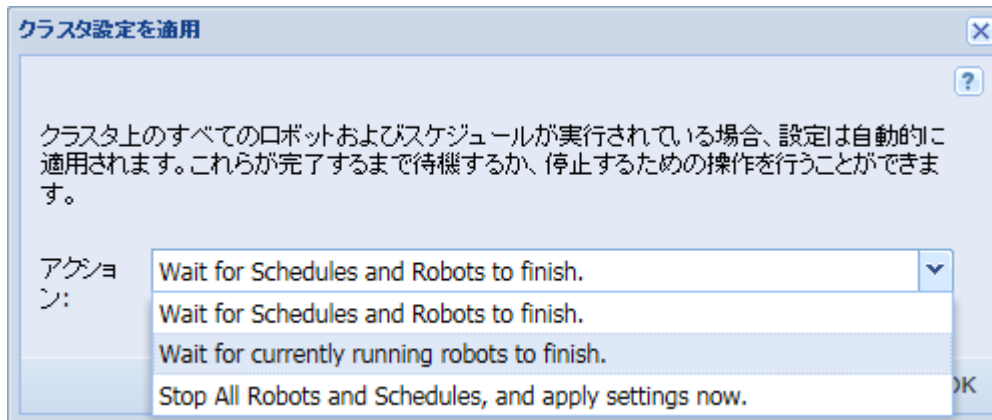 クラスタ設定を適用
?
クラスタ上のすべてのロボットおよびスケジュールが実行されている場合、設定は自動的に
適用されます。これらが完了するまで待機するか、停止するための操作を行うことができま
す。
アクショ
ン:
Wait for Schedules and Robots to finish.
Wait for Schedules and Robots to finish.
Wait for currently running robots to finish.
Stop All Robots and Schedules, and apply settings now.
OK